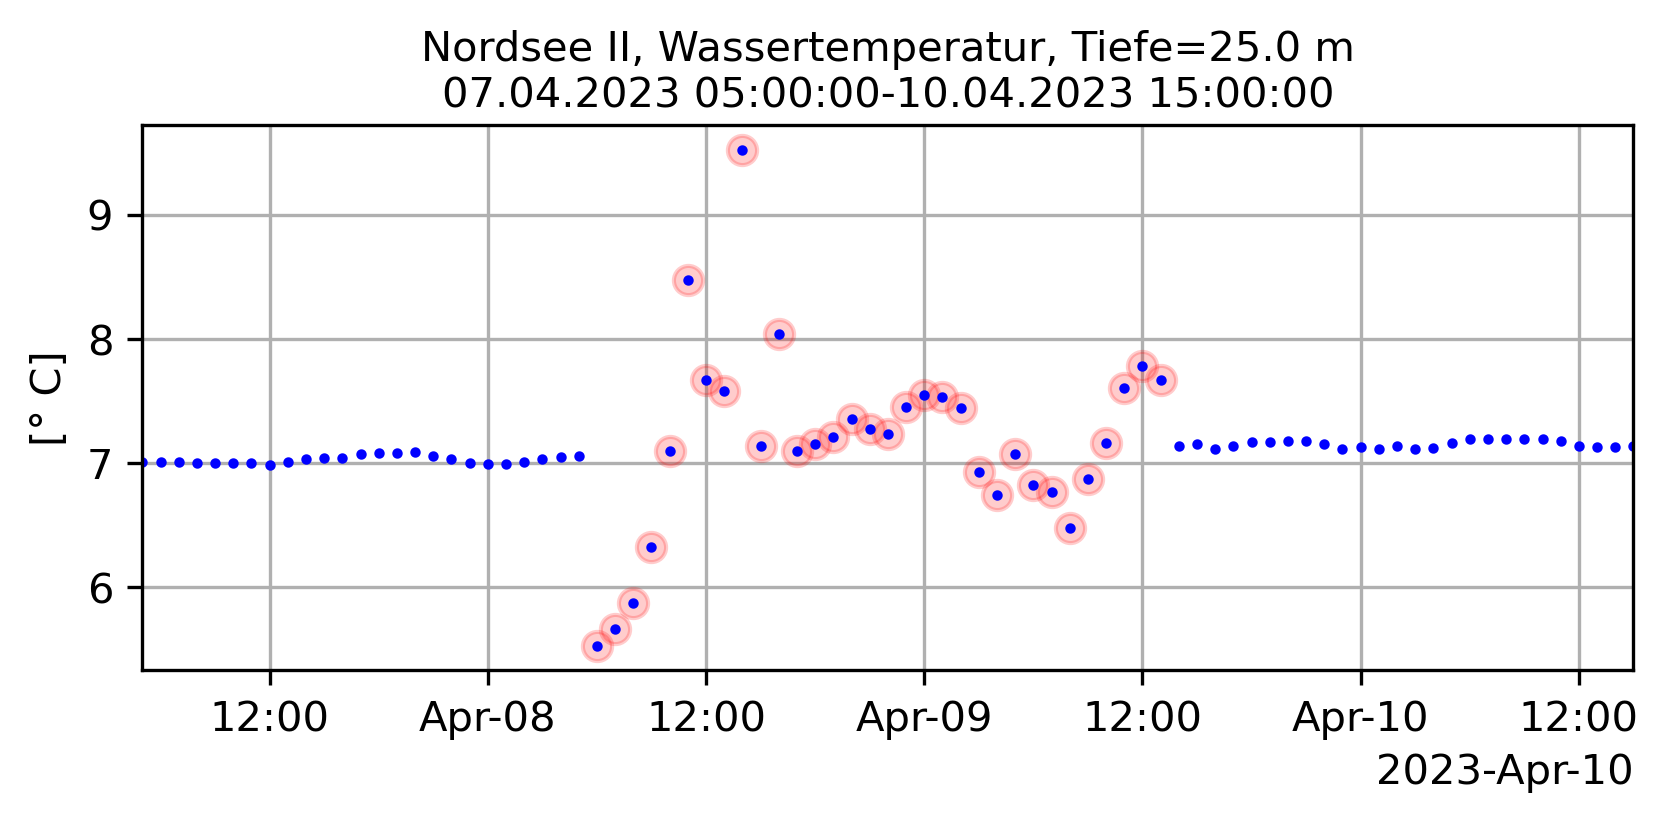 Nordsee II, Wassertemperatur, Tiefe=25.0 m
07.04.2023 05:00:00-10.04.2023 15:00:00
[° C]
9
8
7
6
12:00 Apr-08 12:00 Apr-09 12:00 Apr-10 12:00
2023-Apr-10